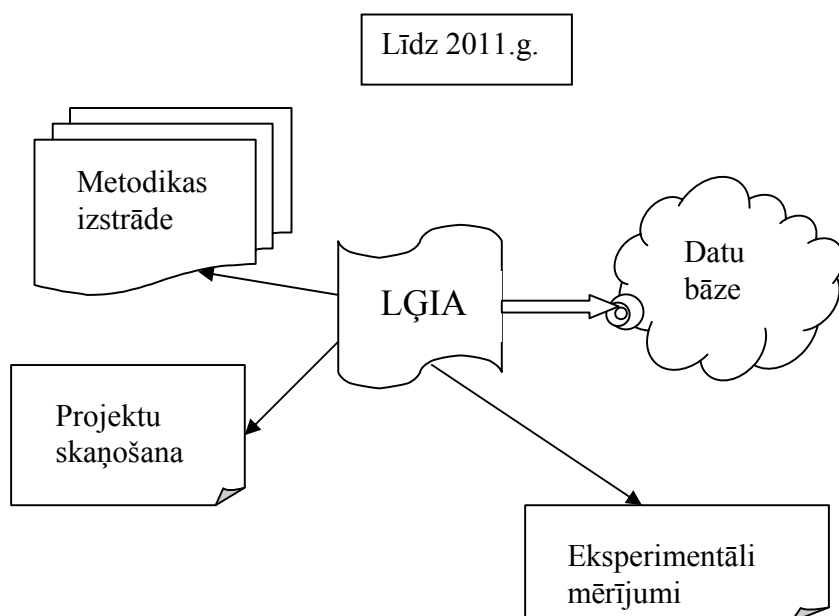 Līdz 2011.g.
Metodikas
izstrāde
LĢIA
Datu
bāze
Projektu
skaņošana
Eksperimentāli
mērījumi